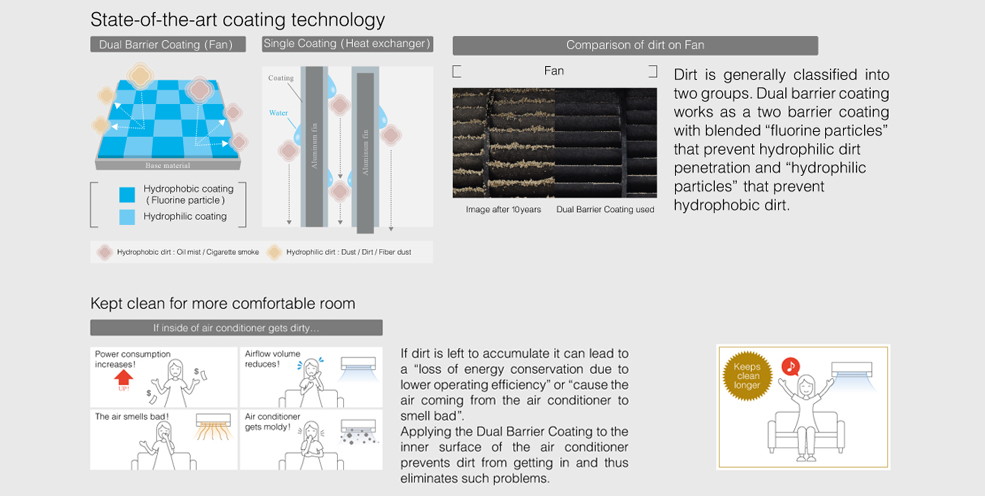 State-of-the-art coating technology
Dual Barrier Coating (Fan)
Single Coating (Heat exchanger)
Base material
Hydrophobic coating
(Fluorine particle)
Hydrophilic coating
Coating
Water
Aluminum fin
Aluminum fin
Hydrophobic dirt : Oil mist / Cigarette smoke
Hydrophilic dirt : Dust / Dirt / Fiber dust
Comparison of dirt on Fan
Fan
Image after 10years
Dual Barrier Coating used
Dirt is generally classified into
two groups. Dual barrier coating
works as a two barrier coating
with blended "fluorine particles"
that prevent hydrophilic dirt
penetration and "hydrophilic
particles" that prevent
hydrophobic dirt.
Kept clean for more comfortable room
If inside of air conditioner gets dirty…
Power consumption
increases!
UP!
$
$
Airflow volume
reduces!
The air smells bad!
Air conditioner
gets moldy!
If dirt is left to accumulate it can lead to
a "loss of energy conservation due to
lower operating efficiency" or "cause the
air coming from the air conditioner to
smell bad".
Applying the Dual Barrier Coating to the
inner surface of the air conditioner
prevents dirt from getting in and thus
eliminates such problems.
Keeps
clean
longer